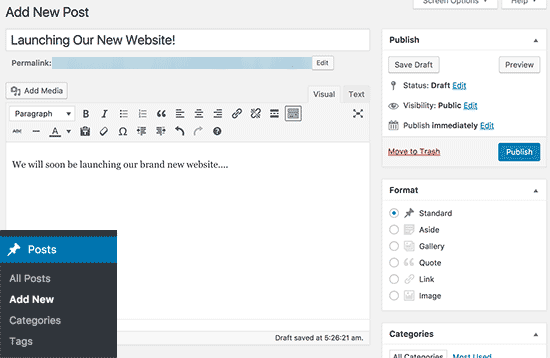 Screen Options Help
Add New Post
Launching Our New Website!
Permalink: Edit
Add Media
Visual Text
Paragraph B I
ABC A
We will soon be launching our brand new website....
Draft saved at 5:26:21 am.
Posts
All Posts
Add New
Categories
Tags
Publish
Save Draft Preview
Status: Draft Edit
Visibility: Public Edit
Publish immediately Edit
Move to Trash Publish
Format
Standard
Aside
Gallery
Quote
Link
Image
Categories
All Categories Most Used